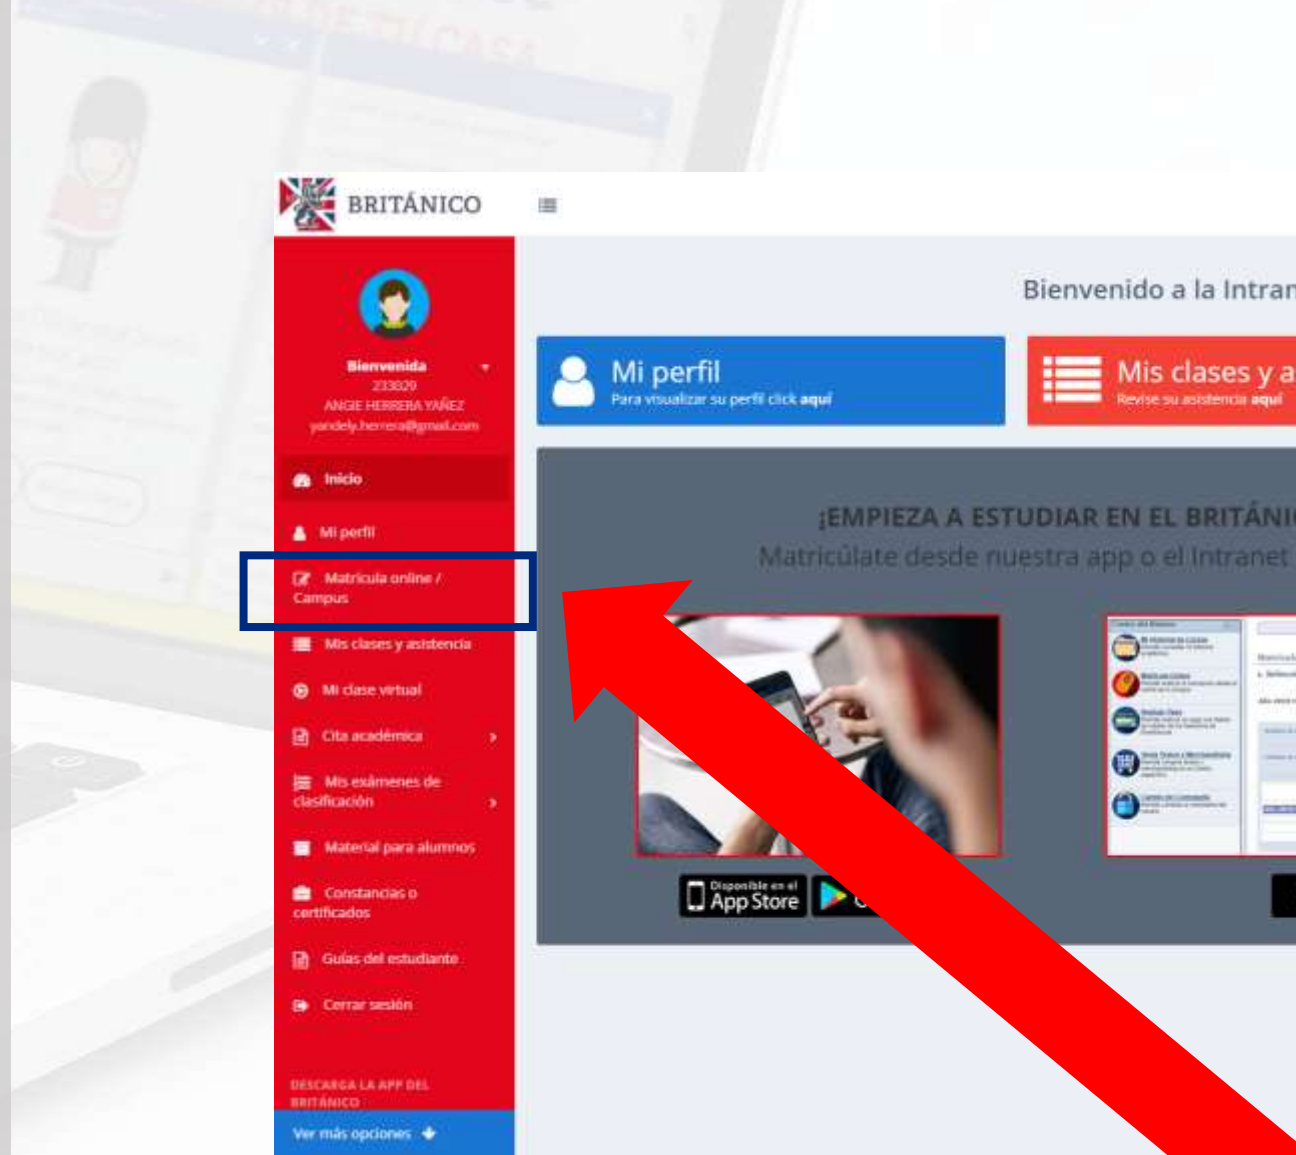 DE MI CASA
BRITÁNICO
Bienvenida
233029
ANGIE HERRERA YAÑEZ
yandely.herrera@gmail.com
Inicio
Mi perfil
Matrícula online /
Campus
Mis clases y asistencia
Mi clase virtual
Cita académica
Mis exámenes de
clasificación
Material para alumnos
Constancias o
certificados
Guías del estudiante
Cerrar sesión
DESCARGA LA APP DEL
BRITÁNICO
Ver más opciones
Bienvenido a la Intran
Mi perfil
Para visualizar su perfil click aquí
Mis clases y a
Revise su asistencia aquí
¡EMPIEZA A ESTUDIAR EN EL BRITÁNI
Matricúlate desde nuestra app o el Intranet
Disponible en el
App Store